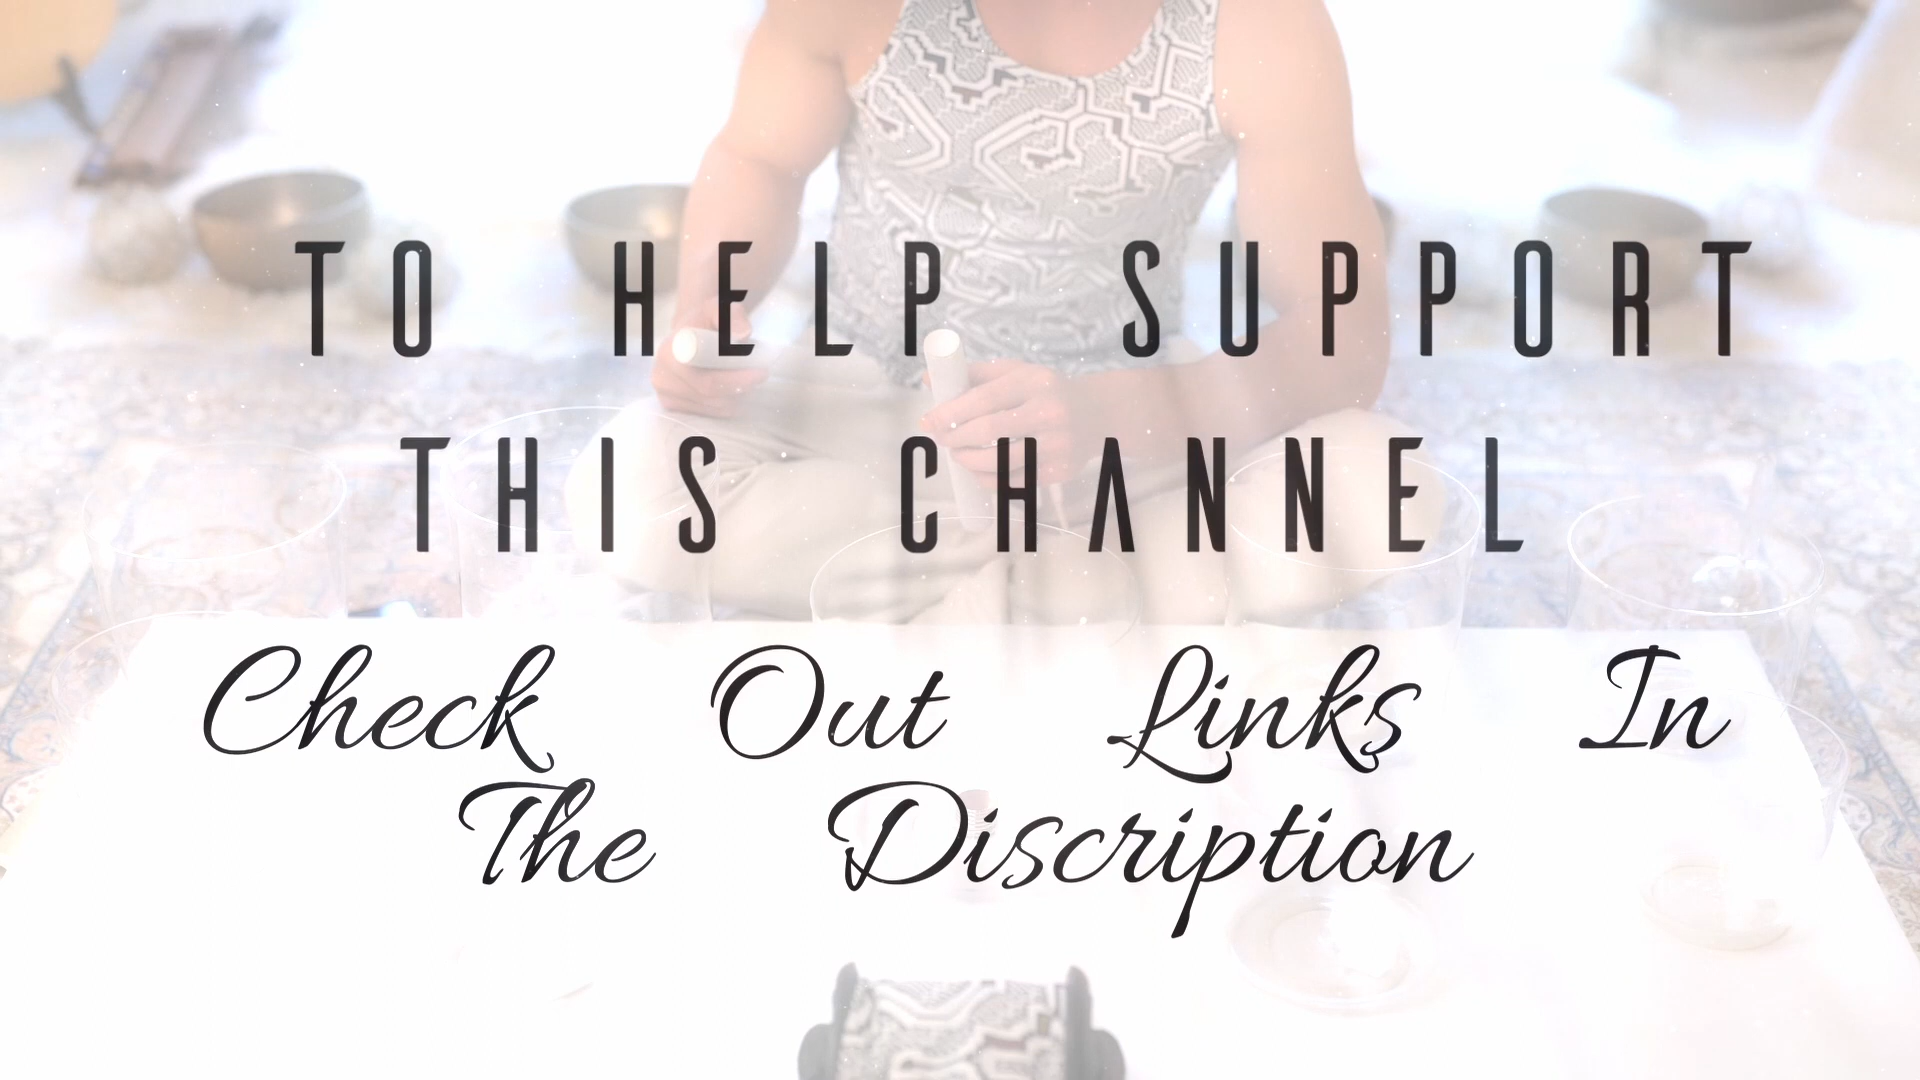 TO HELP SUPPORT
THIS CHANNEL
Check Out Links In
The Discription